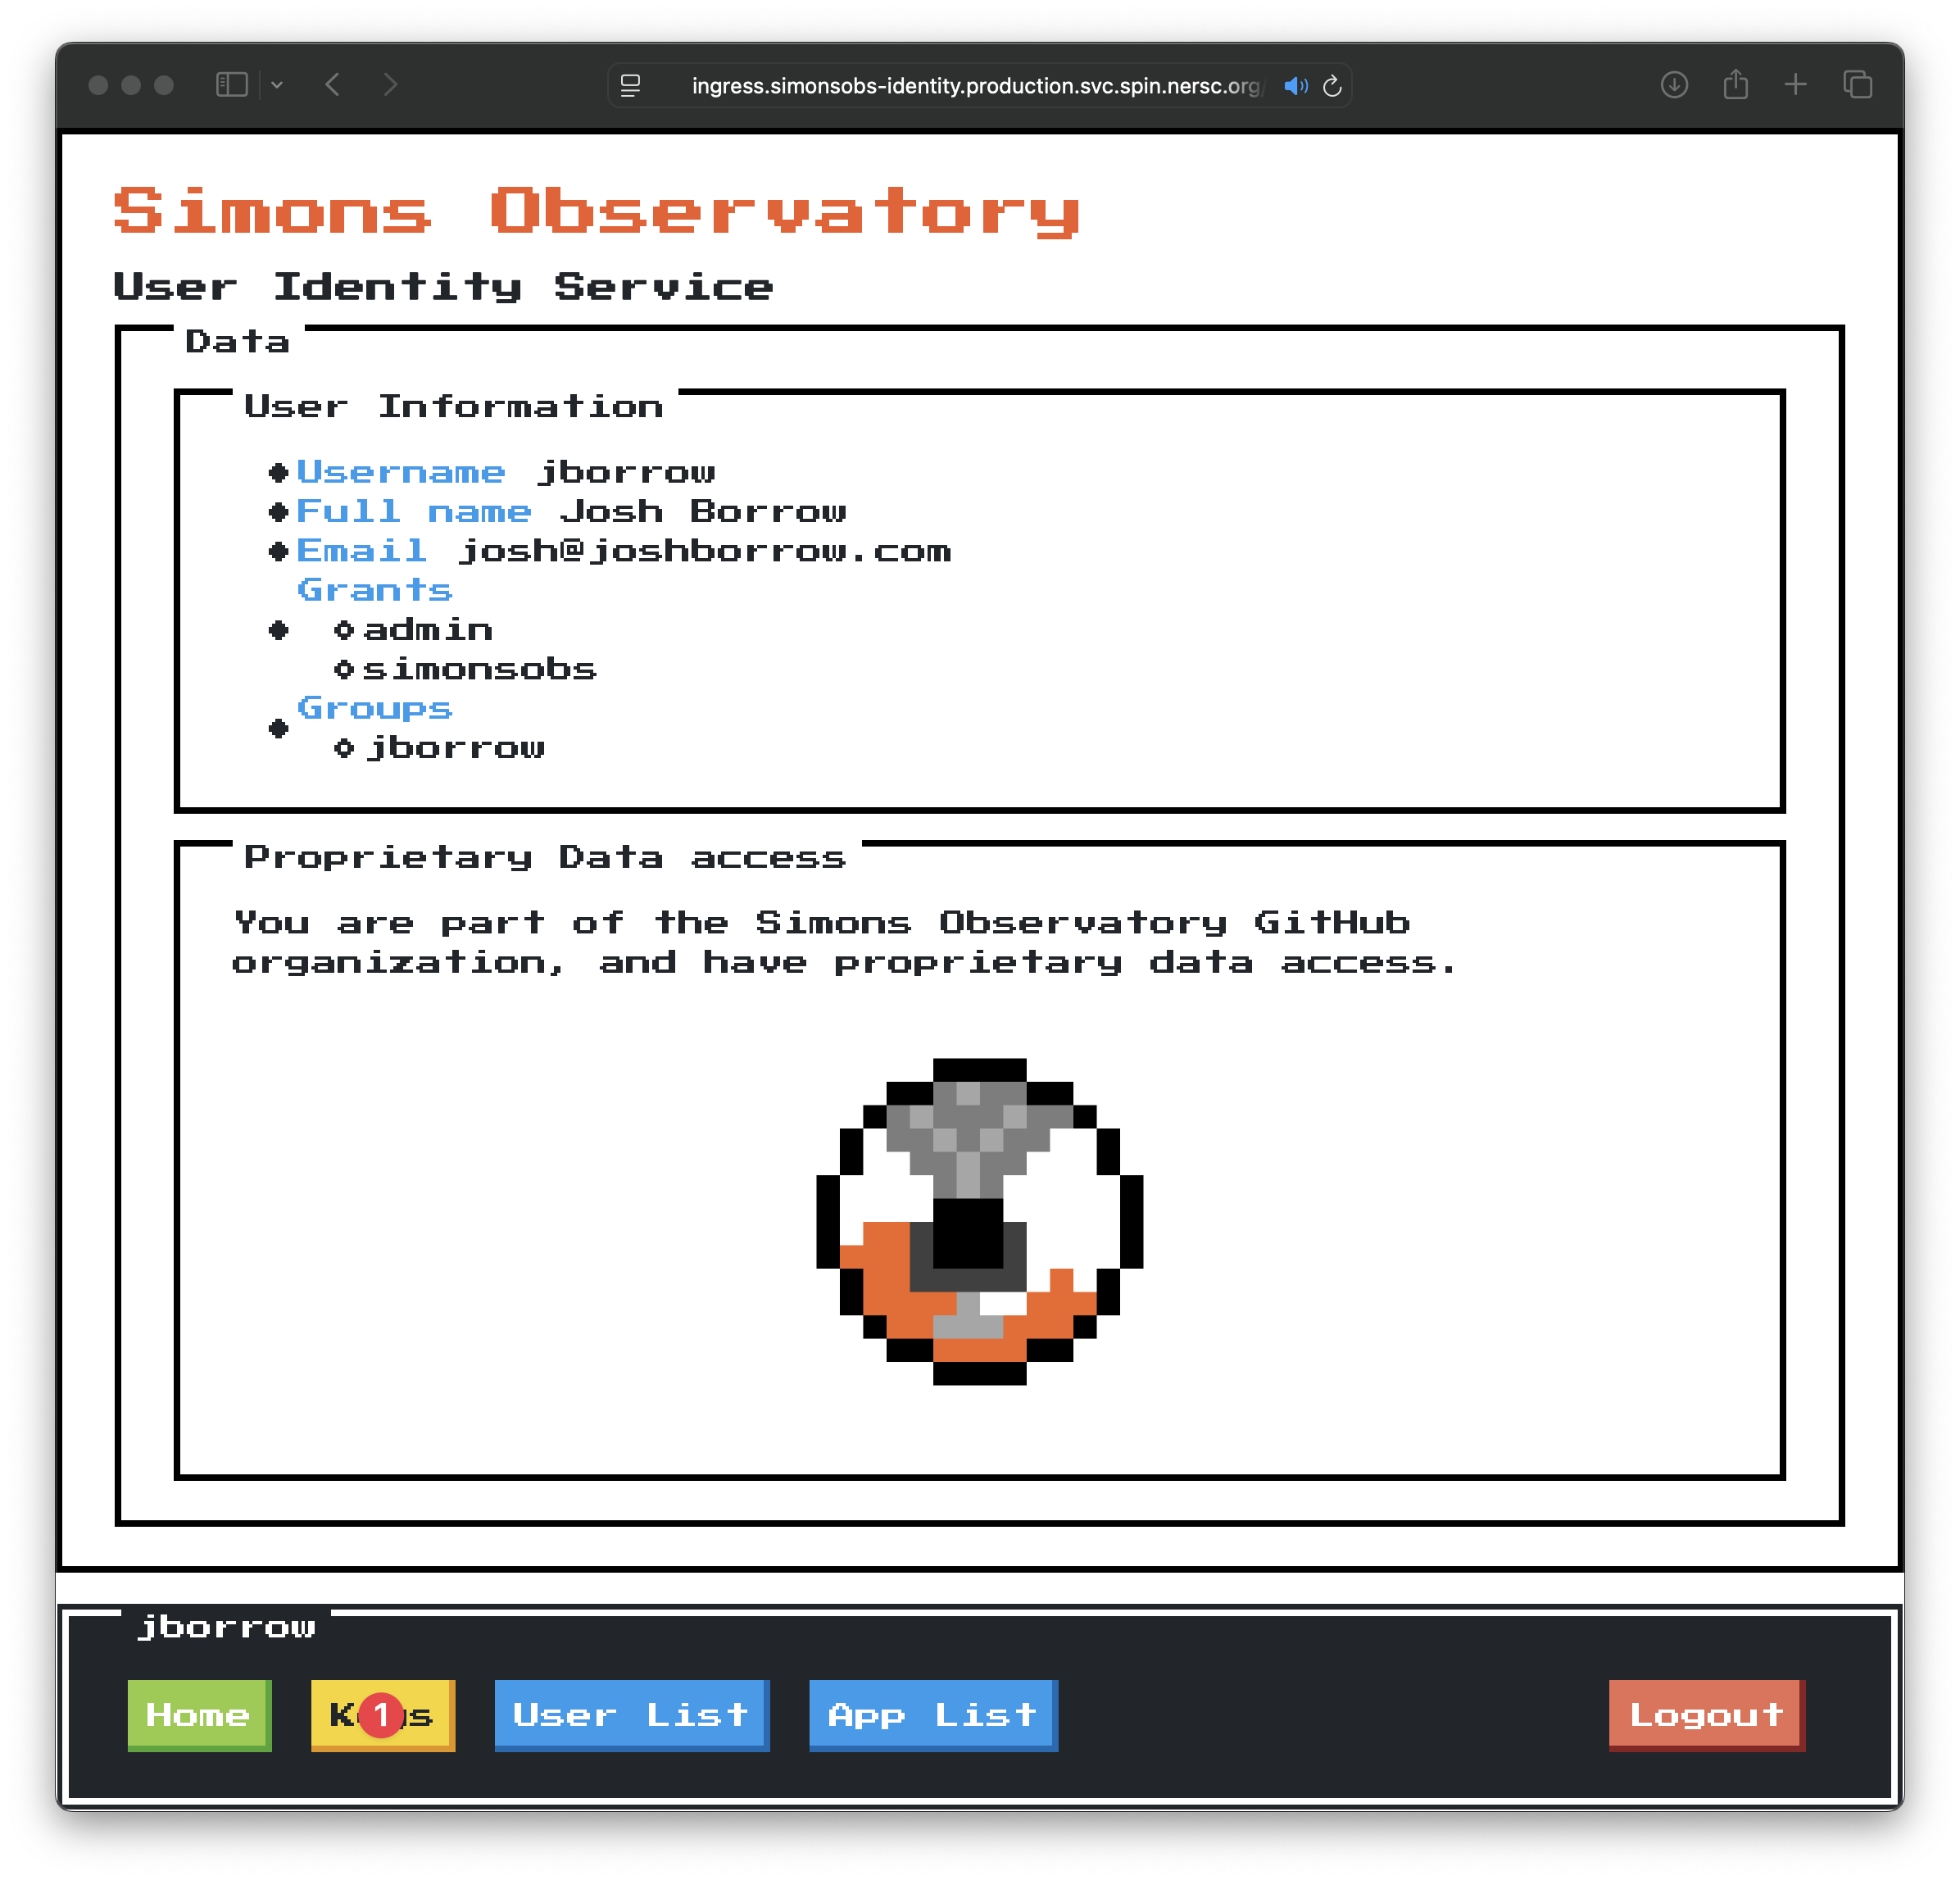 ingress.simonsobs-identity.production.svc.spin.nersc.org/
Simons Observatory
User Identity Service
Data
User Information
Username jborrow
Full name Josh Borrow
Email josh@joshborrow.com
Grants
admin
simonsobs
Groups
jborrow
Proprietary Data access
You are part of the Simons Observatory GitHub
organization, and have proprietary data access.
jborrow
Home
1
User List
App List
Logout